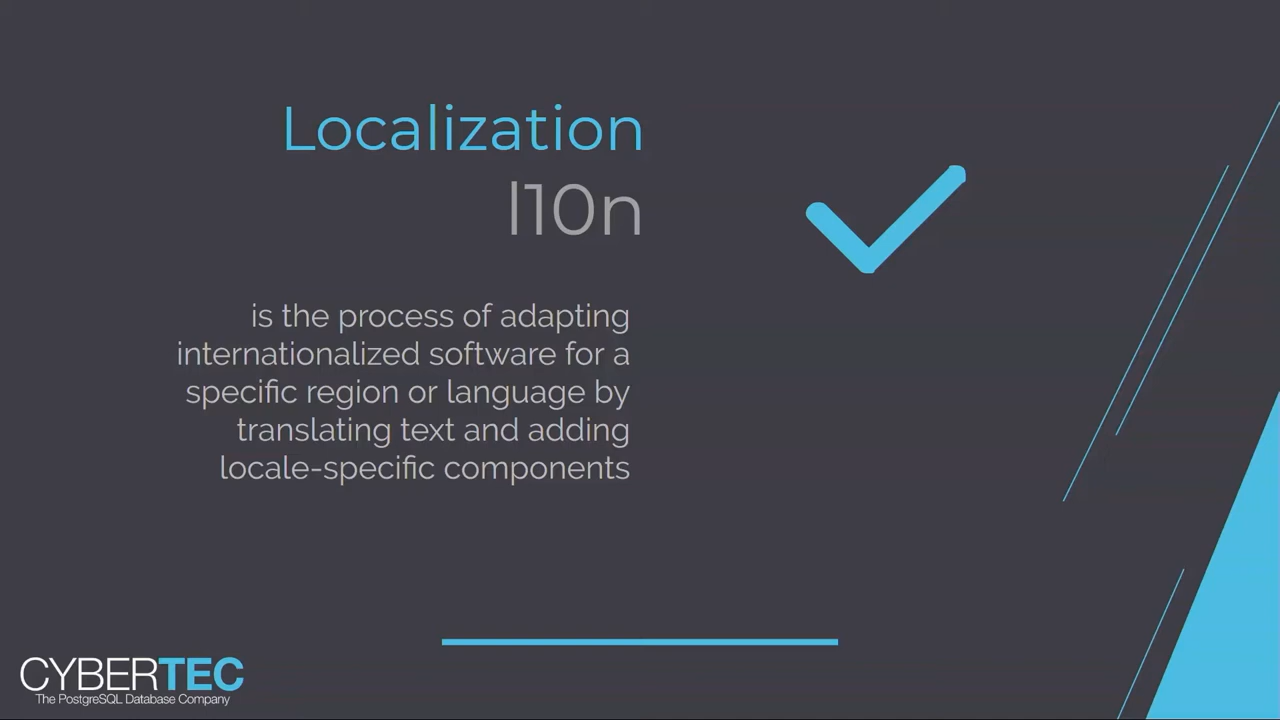 Localization
l10n
is the process of adapting
internationalized software for a
specific region or language by
translating text and adding
locale-specific components
CYBERTEC
The PostgreSQL Database Company